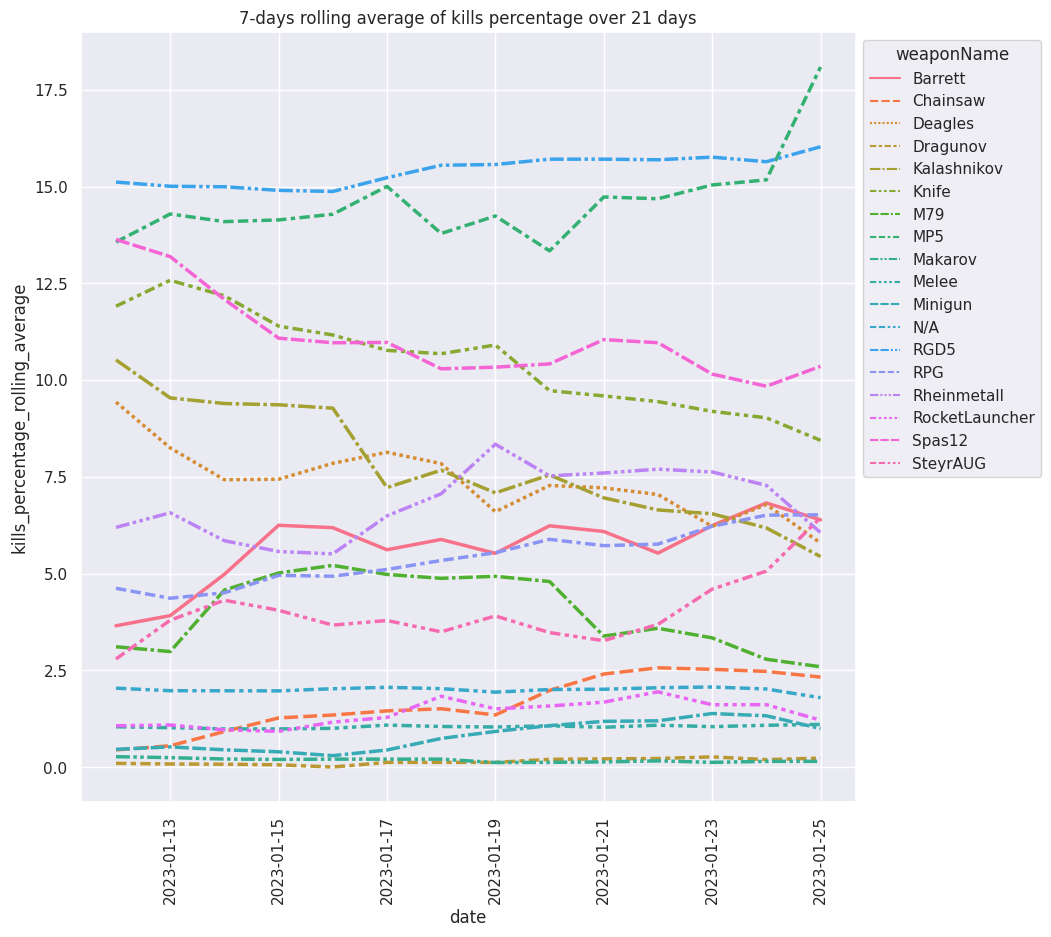 7-days rolling average of kills percentage over 21 days
kills_percentage_rolling_average
17.5
15.0
12.5
10.0
7.5
5.0
2.5
0.0
2023-01-13
2023-01-15
2023-01-17
2023-01-19
2023-01-21
2023-01-23
2023-01-25
date
weaponName
Barrett
Chainsaw
Deagles
Dragunov
Kalashnikov
Knife
M79
MP5
Makarov
Melee
Minigun
N/A
RGD5
RPG
Rheinmetall
RocketLauncher
Spas12
SteyrAUG